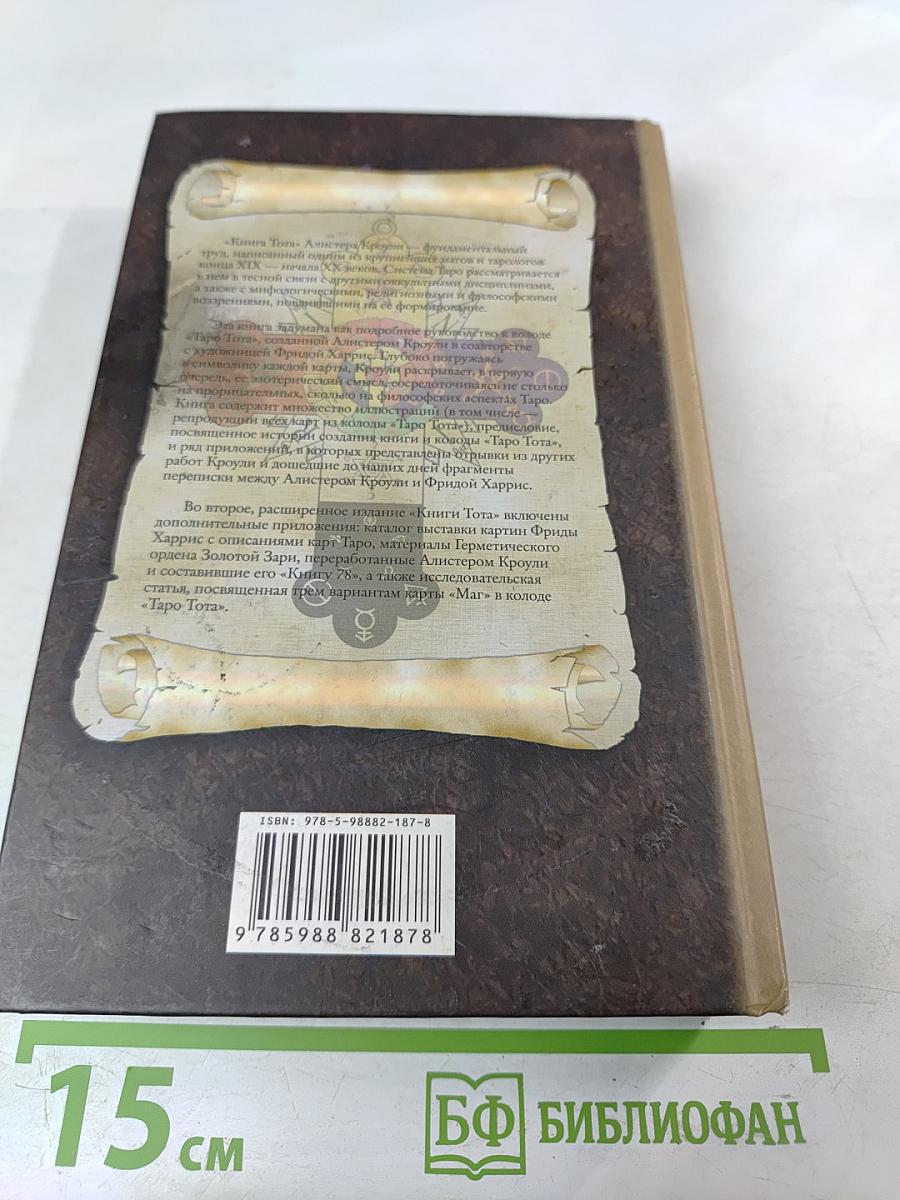 «Книга Тота» Алистера Кроули — фундаментальный
труд, написанный одним из крупнейших магов и тарологов
конца XIX — начала XX веков. Система Таро рассматривается
в нем в тесной связи с другими оккультными дисциплинами,
а также с мифологическими, религиозными и философскими
воззрениями, повлиявшими на ее формирование.
Эта книга задумана как подробное руководство к колоде
«Таро Тота», созданной Алистером Кроули в соавторстве
с художницей Фридой Харрис. Глубоко погружаясь
в символику каждой карты, Кроули раскрывает, в первую
очередь, ее эзотерический смысл, сосредоточиваясь не столько
на прорицательных, сколько на философских аспектах Таро.
Книга содержит множество иллюстраций (в том числе —
репродукции всех карт из колоды «Таро Тота»), предисловие,
посвященное истории создания книги и колоды «Таро Тота»,
и ряд приложений, в которых представлены отрывки из других
работ Кроули и дошедшие до наших дней фрагменты
переписки между Алистером Кроули и Фридой Харрис.
Во второе, расширенное издание «Книги Тота» включены
дополнительные приложения: каталог выставки картин Фриды
Харрис с описаниями карт Таро, материалы Герметического
ордена Золотой Зари, переработанные Алистером Кроули
и составившие его «Книгу 78», а также исследовательская
статья, посвященная трем вариантам карты «Маг» в колоде
«Таро Тота».
ISBN: 978-5-98882-187-8
9 785988 821878
15 см
БФ БИБЛИОФАН